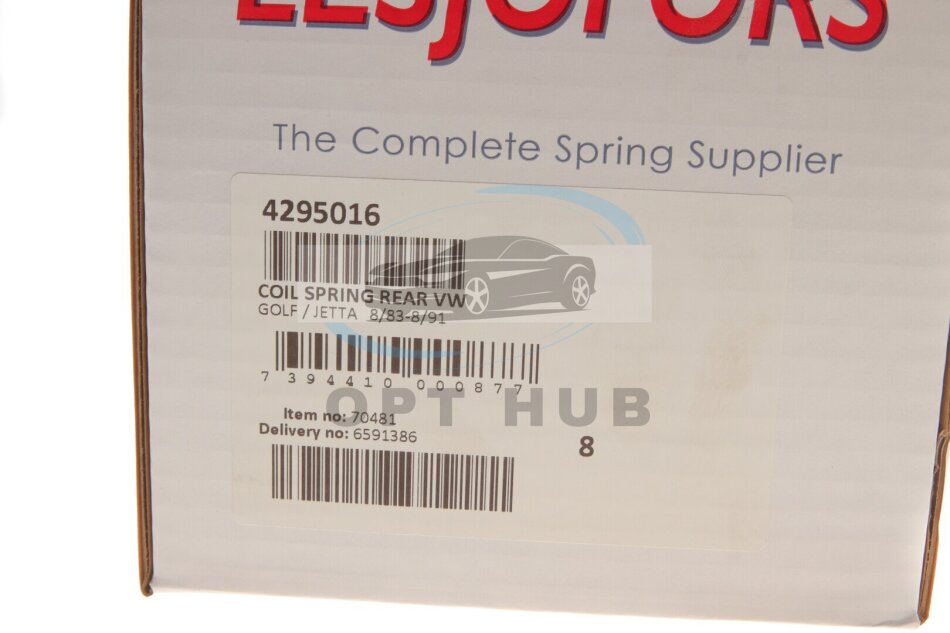 LESJÖFORS
The Complete Spring Supplier
4295016
COIL SPRING REAR VW
GOLF / JETTA 8/83-8/91
7 394410 000877
OPT HUB
Item no: 70481
Delivery no: 6591386
8